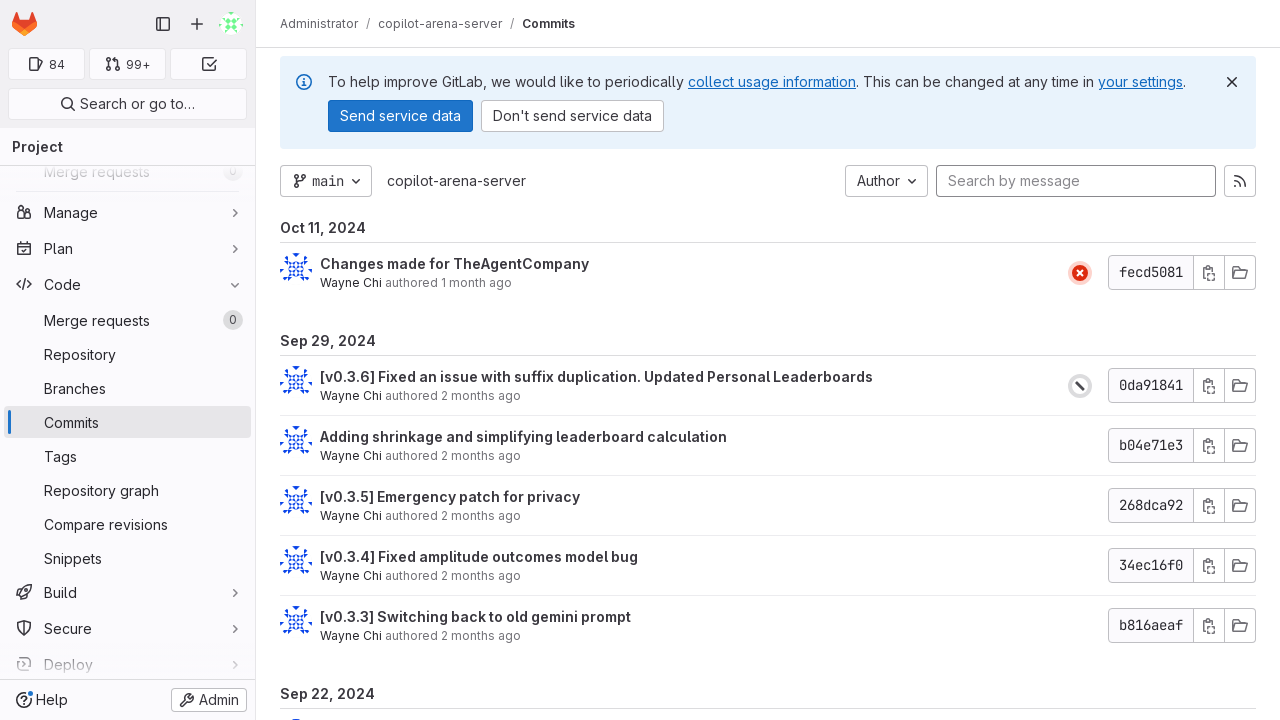 84
99+
Search or go to…
Project
Merge requests 0
Manage
Plan
Code
Merge requests 0
Repository
Branches
Commits
Tags
Repository graph
Compare revisions
Snippets
Build
Secure
Deploy
Help
Admin
Administrator / copilot-arena-server / Commits
To help improve GitLab, we would like to periodically collect usage information. This can be changed at any time in your settings.
Send service data
Don't send service data
main
copilot-arena-server
Author
Search by message
Oct 11, 2024
Changes made for TheAgentCompany
Wayne Chi authored 1 month ago
fecd5081
Sep 29, 2024
[v0.3.6] Fixed an issue with suffix duplication. Updated Personal Leaderboards
Wayne Chi authored 2 months ago
0da91841
Adding shrinkage and simplifying leaderboard calculation
Wayne Chi authored 2 months ago
b04e71e3
[v0.3.5] Emergency patch for privacy
Wayne Chi authored 2 months ago
268dca92
[v0.3.4] Fixed amplitude outcomes model bug
Wayne Chi authored 2 months ago
34ec16f0
[v0.3.3] Switching back to old gemini prompt
Wayne Chi authored 2 months ago
b816aeaf
Sep 22, 2024